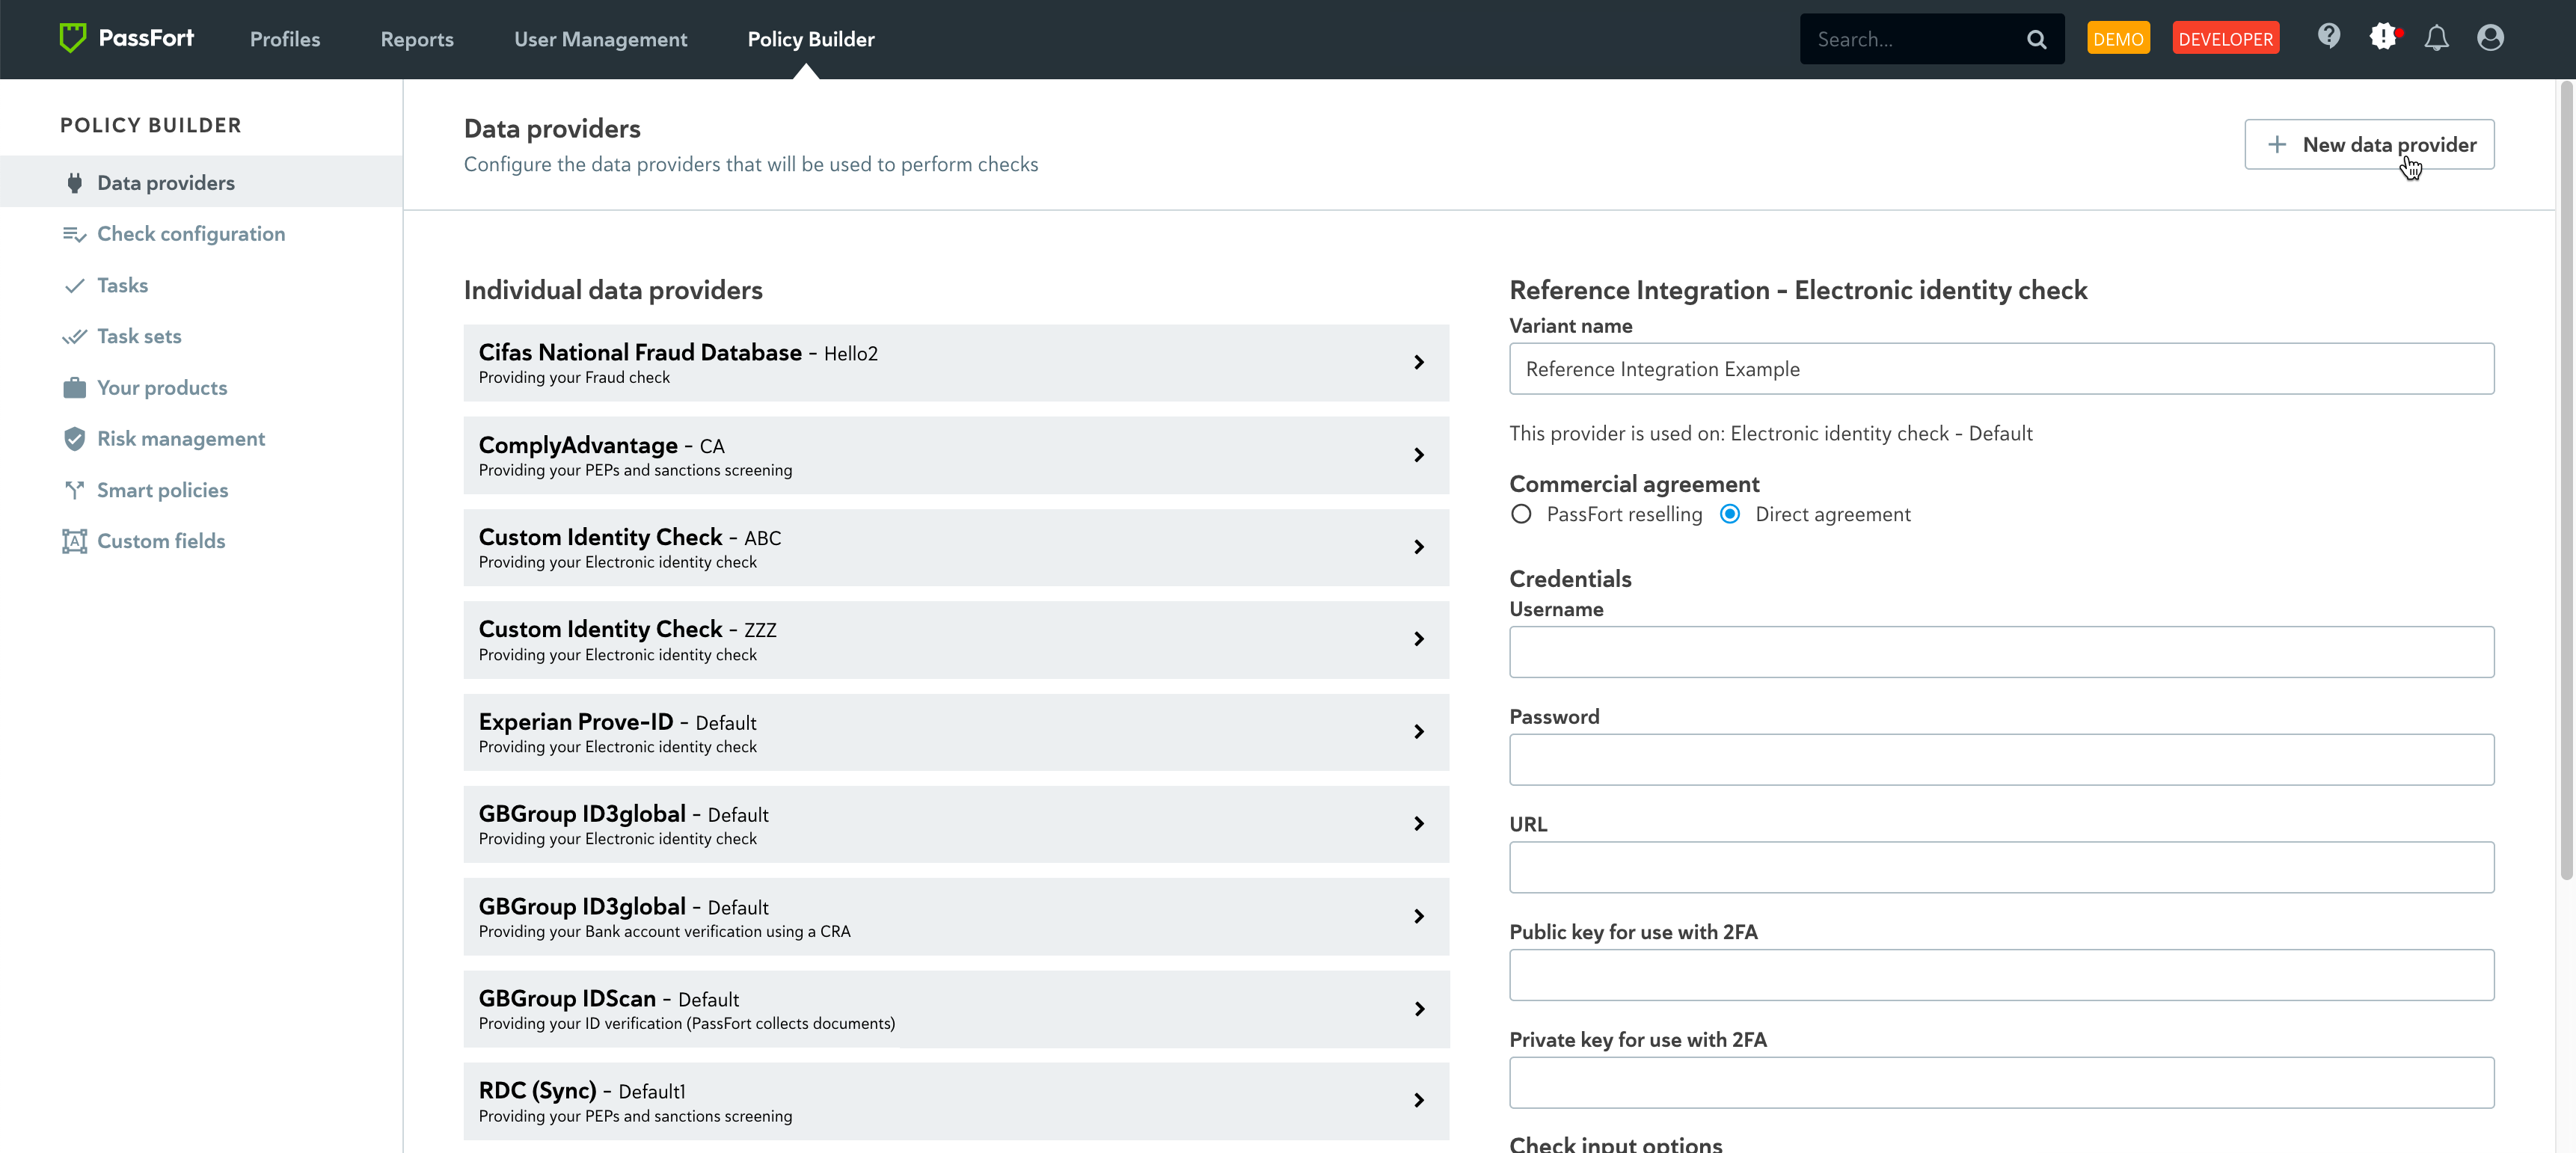 PassFort
Profiles
Reports
User Management
Policy Builder
Search...
DEMO
DEVELOPER
POLICY BUILDER
Data providers
Check configuration
Tasks
Task sets
Your products
Risk management
Smart policies
Custom fields
Data providers
Configure the data providers that will be used to perform checks
New data provider
Individual data providers
Cifas National Fraud Database - Hello2
Providing your Fraud check
ComplyAdvantage - CA
Providing your PEPs and sanctions screening
Custom Identity Check - ABC
Providing your Electronic identity check
Custom Identity Check - ZZZ
Providing your Electronic identity check
Experian Prove-ID - Default
Providing your Electronic identity check
GBGroup ID3global - Default
Providing your Electronic identity check
GBGroup ID3global - Default
Providing your Bank account verification using a CRA
GBGroup IDScan - Default
Providing your ID verification (PassFort collects documents)
RDC (Sync) - Default1
Providing your PEPs and sanctions screening
Reference Integration - Electronic identity check
Variant name
Reference Integration Example
This provider is used on: Electronic identity check - Default
Commercial agreement
PassFort reselling
Direct agreement
Credentials
Username
Password
URL
Public key for use with 2FA
Private key for use with 2FA
Check input options